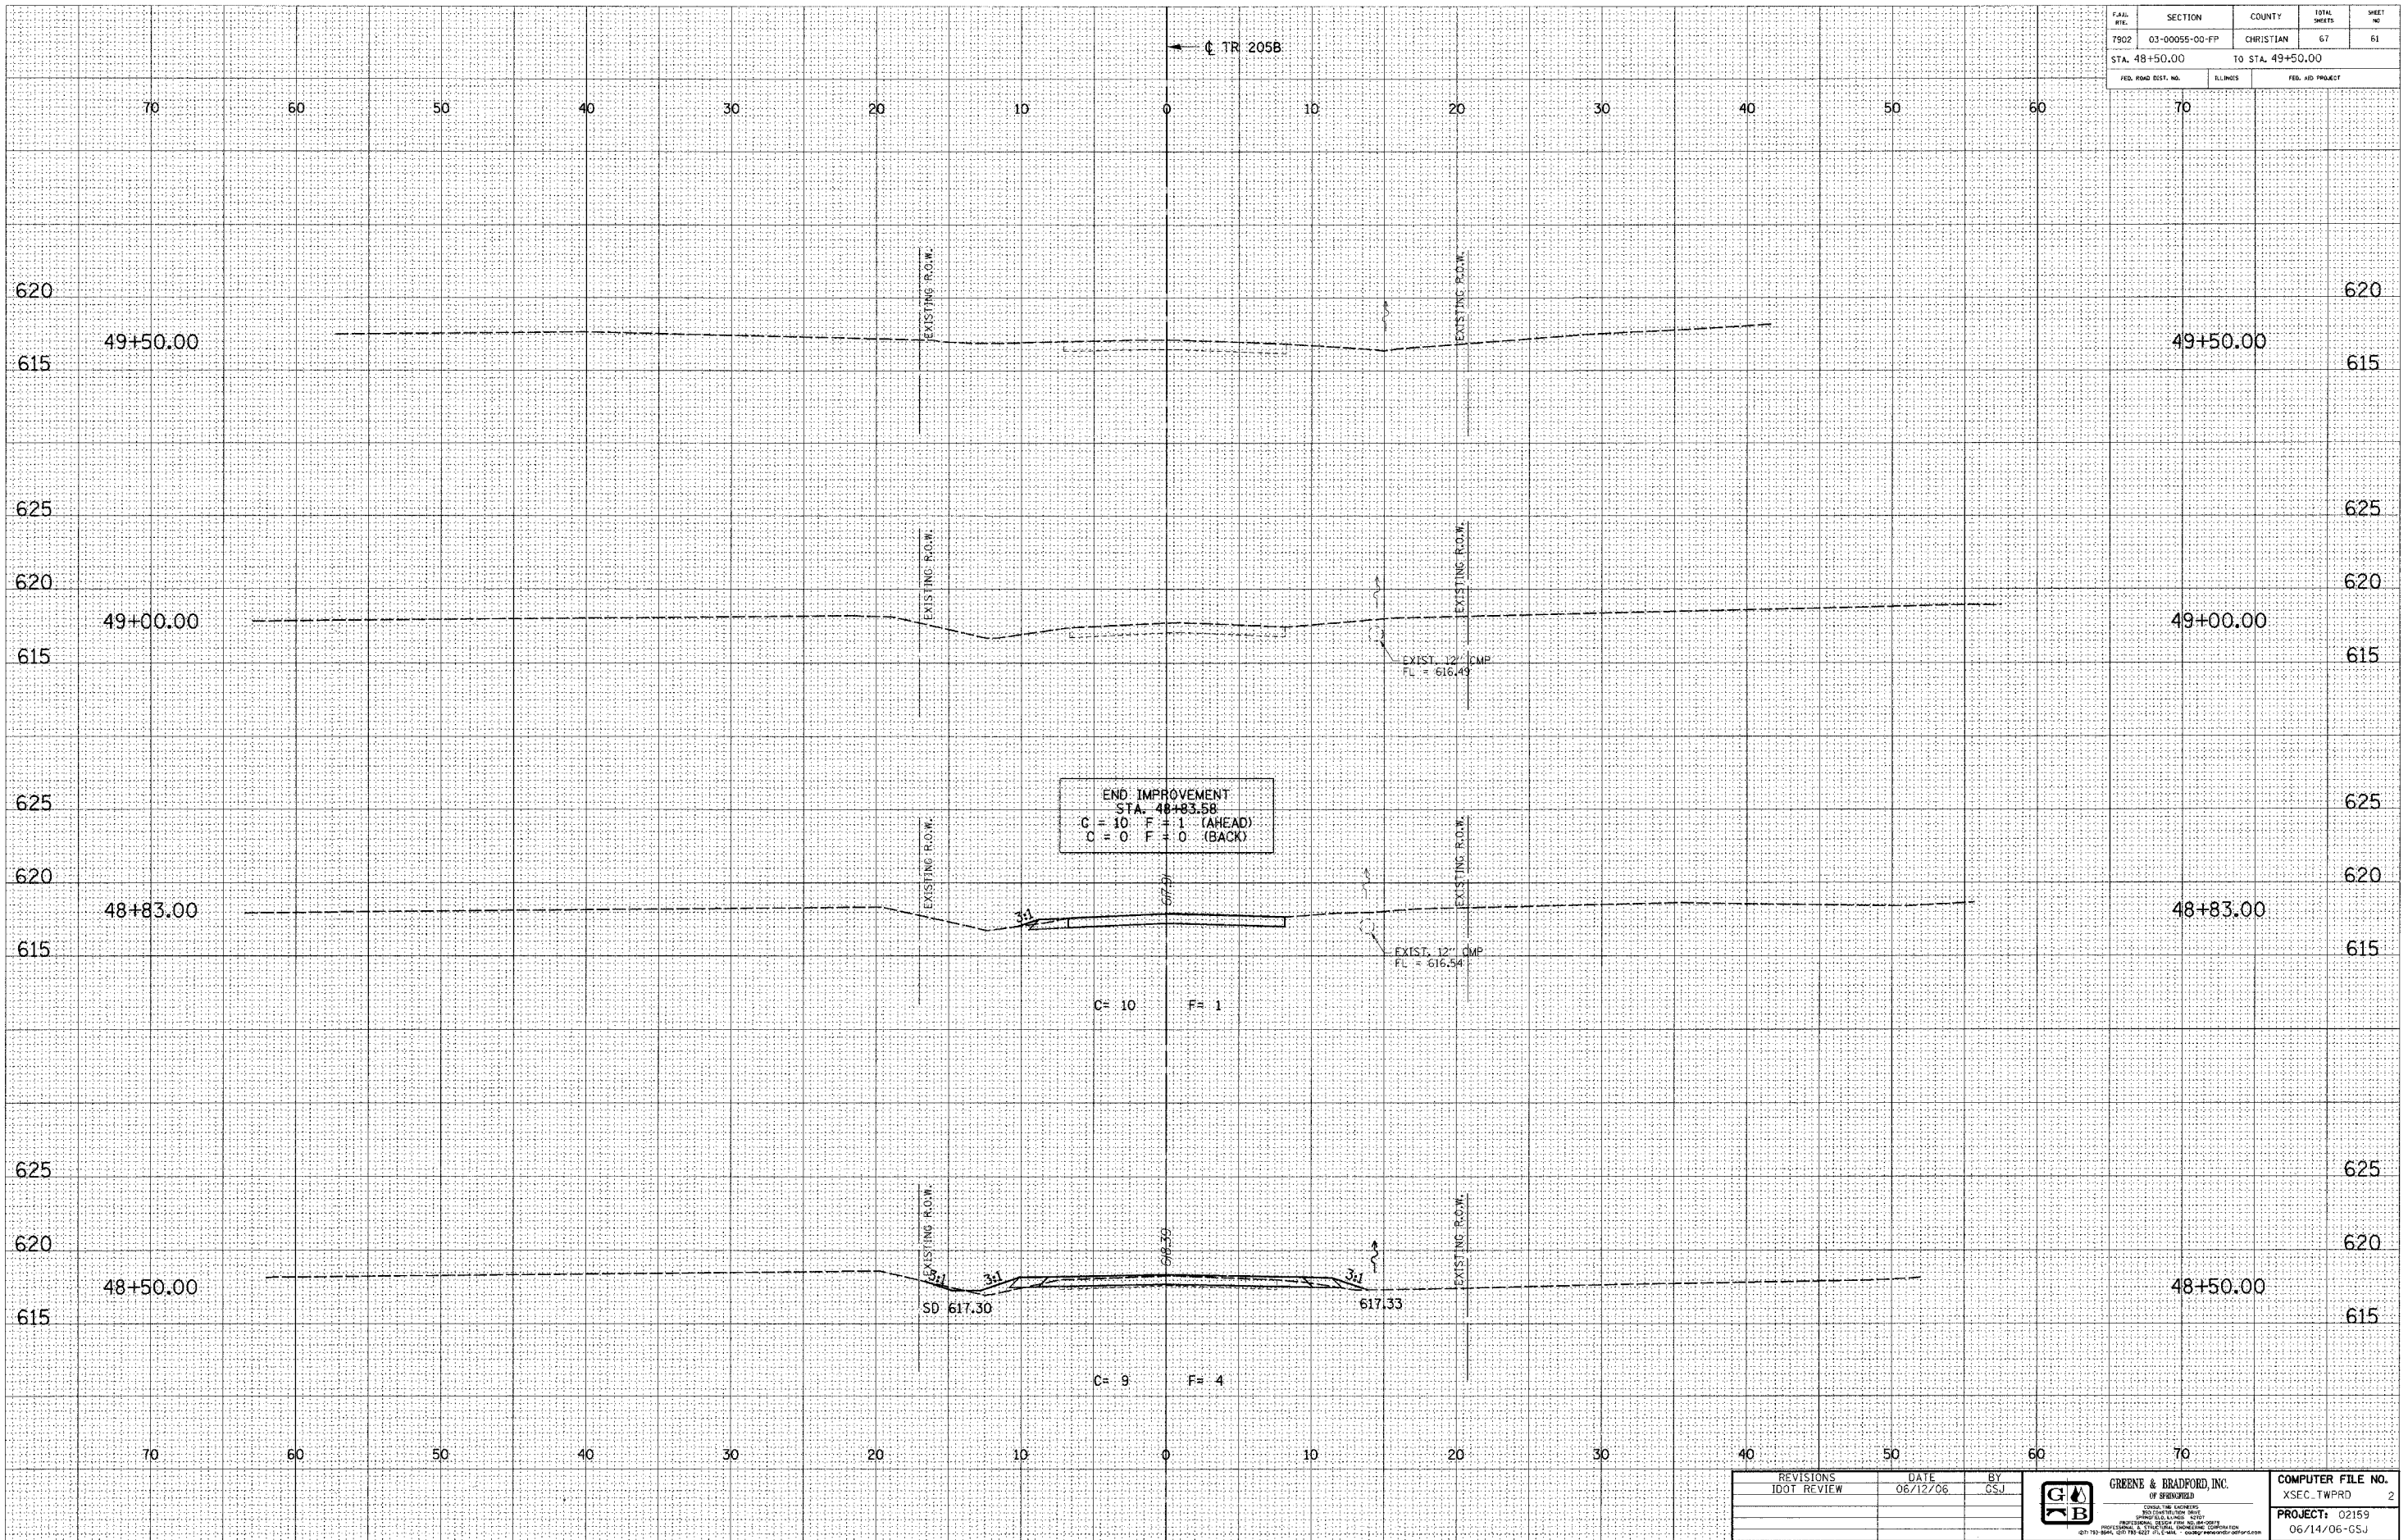 F.A.U. RTE. SECTION COUNTY TOTAL SHEETS SHEET NO
7902 03-00055-00-FP CHRISTIAN 67 61
STA. 48+50.00 TO STA. 49+50.00
FED. ROAD DIST. NO. ILLINOIS FED. AID PROJECT
℄ TR 205B
70 60 50 40 30 20 10 0 10 20 30 40 50 60 70
EXISTING R.O.W. EXISTING R.O.W.
620 620
49+50.00 49+50.00
615 615
625 625
EXISTING R.O.W. EXISTING R.O.W.
620 620
49+00.00 49+00.00
615 615
EXIST. 12" CMP
FL = 616.49
END IMPROVEMENT
STA. 48+83.58
C = 10 F = 1 (AHEAD)
C = 0 F = 0 (BACK)
625 625
EXISTING R.O.W. EXISTING R.O.W.
620 620
617.91
48+83.00 48+83.00
3:1
615 615
EXIST. 12" CMP
FL = 616.54
C= 10 F= 1
625 625
EXISTING R.O.W. EXISTING R.O.W.
620 620
618.39
48+50.00 48+50.00
3:1 3:1 3:1
SD 617.30 617.33
615 615
C= 9 F= 4
70 60 50 40 30 20 10 0 10 20 30 40 50 60 70
REVISIONS DATE BY
IDOT REVIEW 06/12/06 GSJ
G B
GREENE & BRADFORD, INC.
OF SPRINGFIELD
CONSULTING ENGINEERS
COMPUTER FILE NO.
XSEC_TWPRD 2
PROJECT: 02159
06/14/06-GSJ